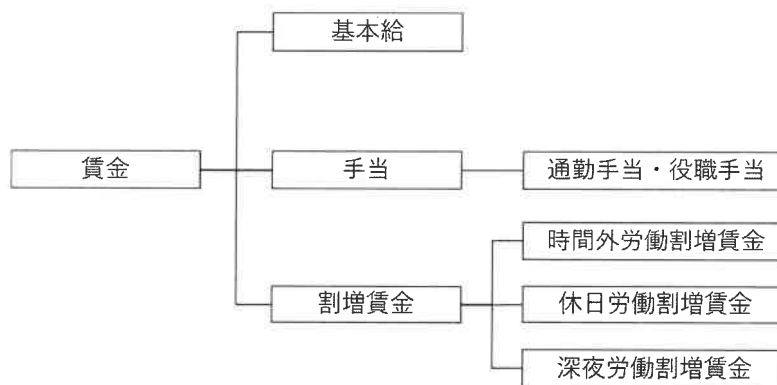 基本給
賃金
手当
通勤手当・役職手当
割増賃金
時間外労働割増賃金
休日労働割増賃金
深夜労働割増賃金